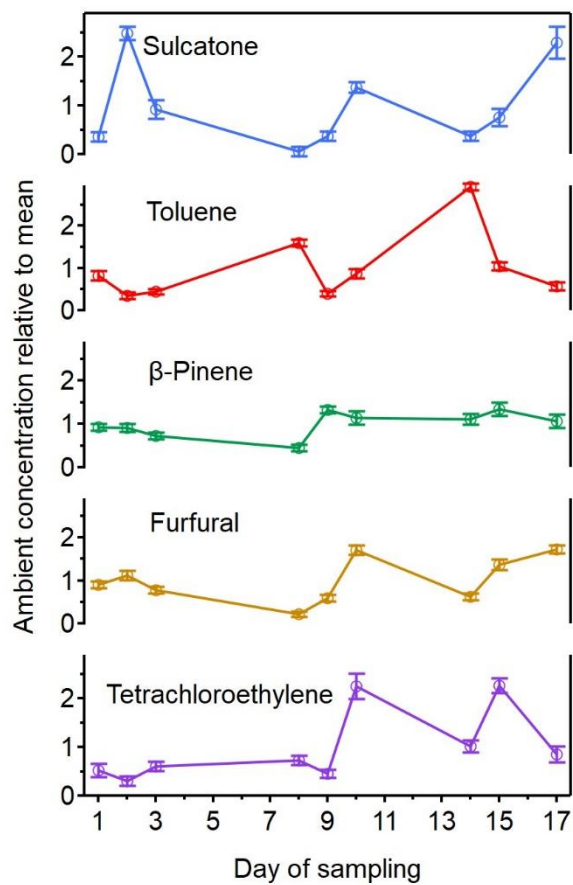 Ambient concentration relative to mean
Sulcatone
2
1
0
Toluene
2
1
0
β-Pinene
2
1
0
Furfural
2
1
0
Tetrachloroethylene
2
1
0
1 3 5 7 9 11 13 15 17
Day of sampling